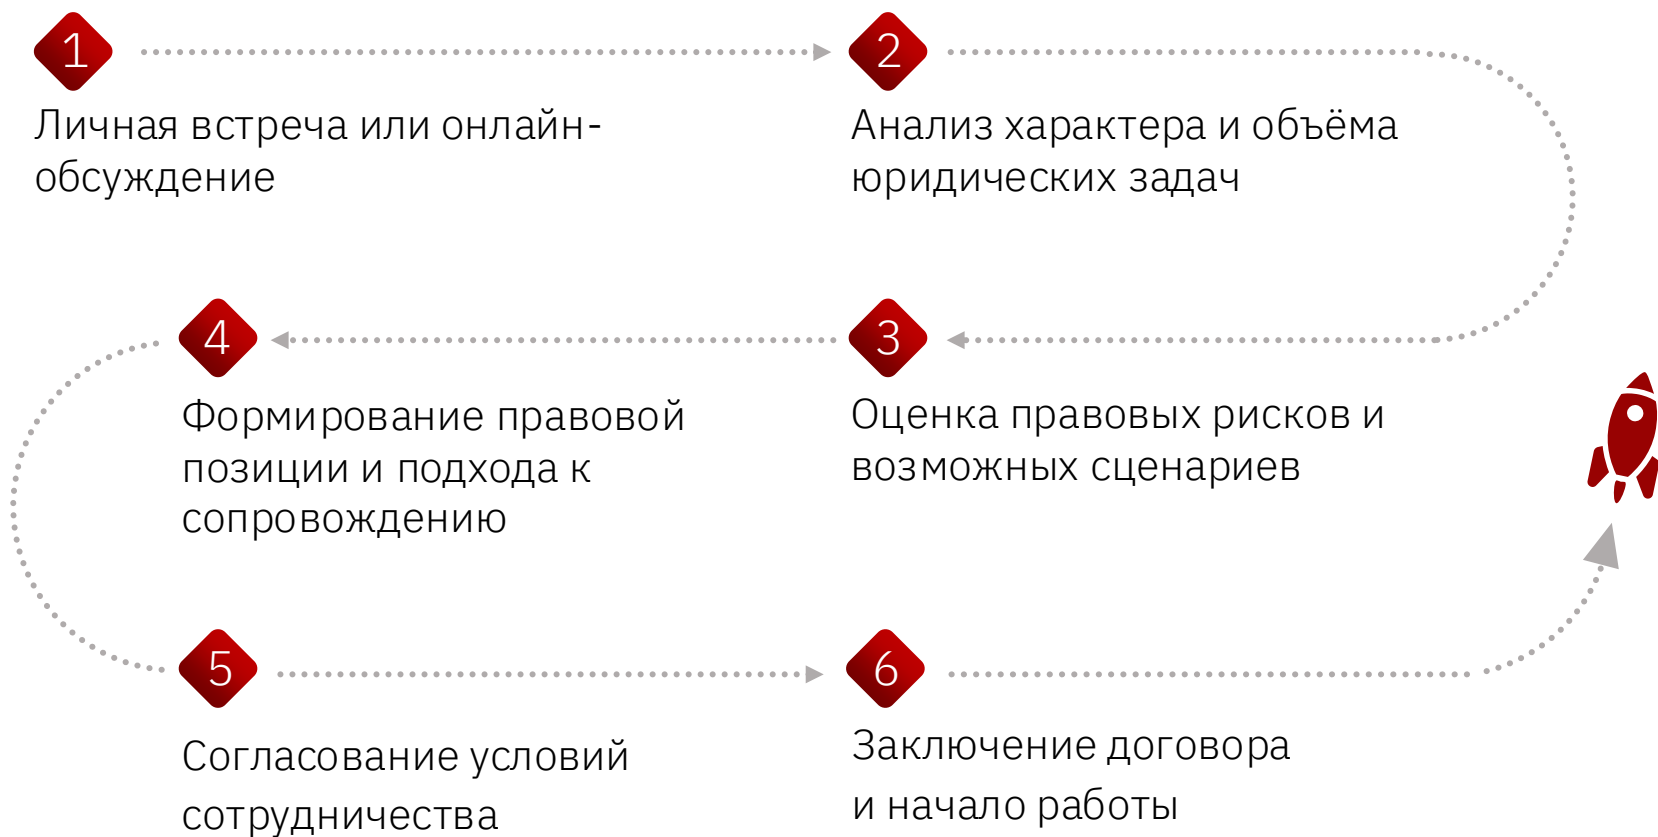 1
Личная встреча или онлайн-
обсуждение
2
Анализ характера и объёма
юридических задач
3
Оценка правовых рисков и
возможных сценариев
4
Формирование правовой
позиции и подхода к
сопровождению
5
Согласование условий
сотрудничества
6
Заключение договора
и начало работы